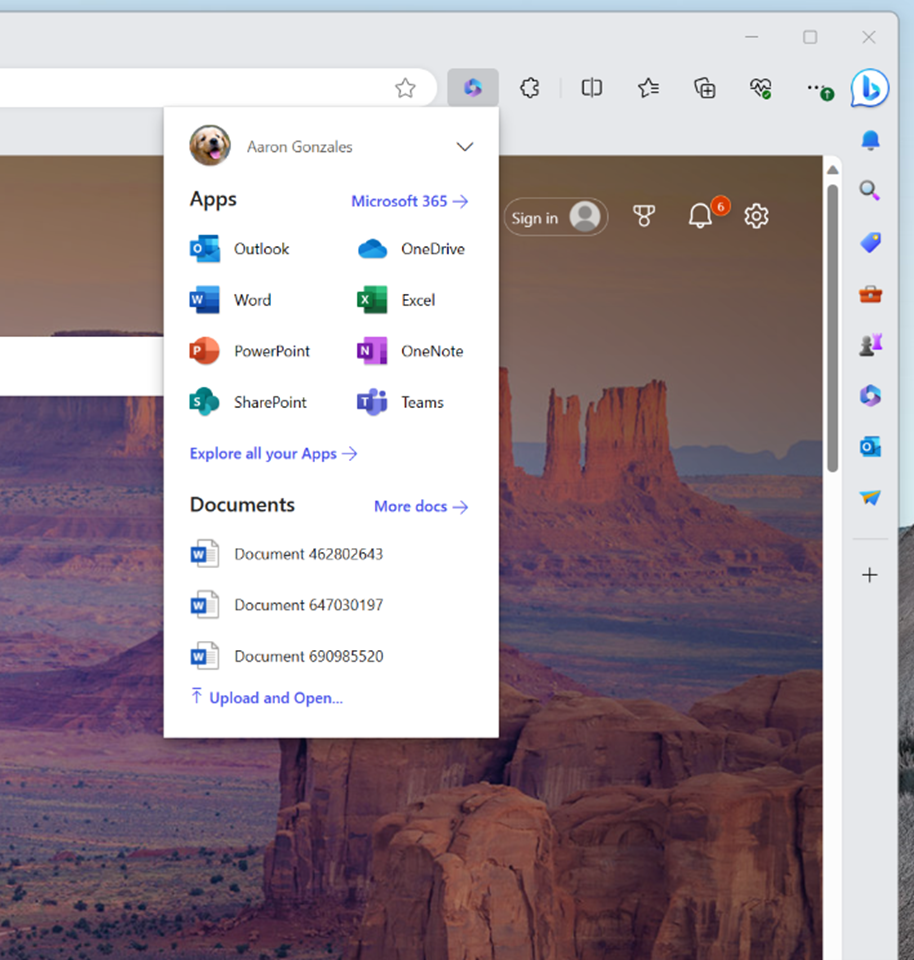 Aaron Gonzales
Apps
Microsoft 365
Outlook
OneDrive
Word
Excel
PowerPoint
OneNote
SharePoint
Teams
Explore all your Apps
Documents
More docs
Document 462802643
Document 647030197
Document 690985520
Upload and Open...
Sign in
6